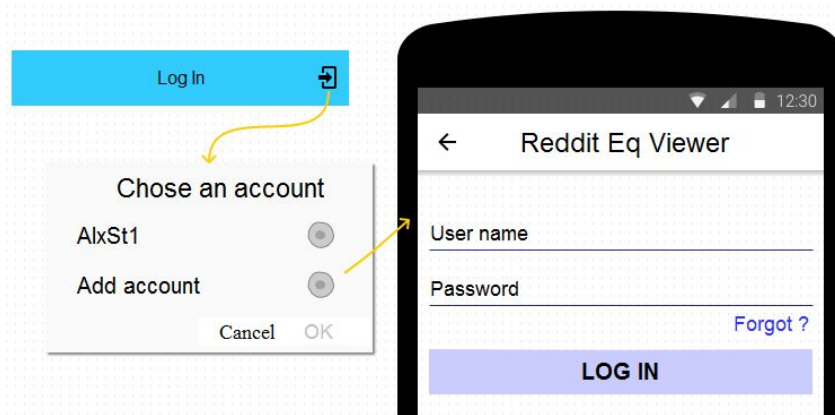 Log In
Chose an account
AlxSt1
Add account
Cancel OK
12:30
Reddit Eq Viewer
User name
Password
Forgot ?
LOG IN